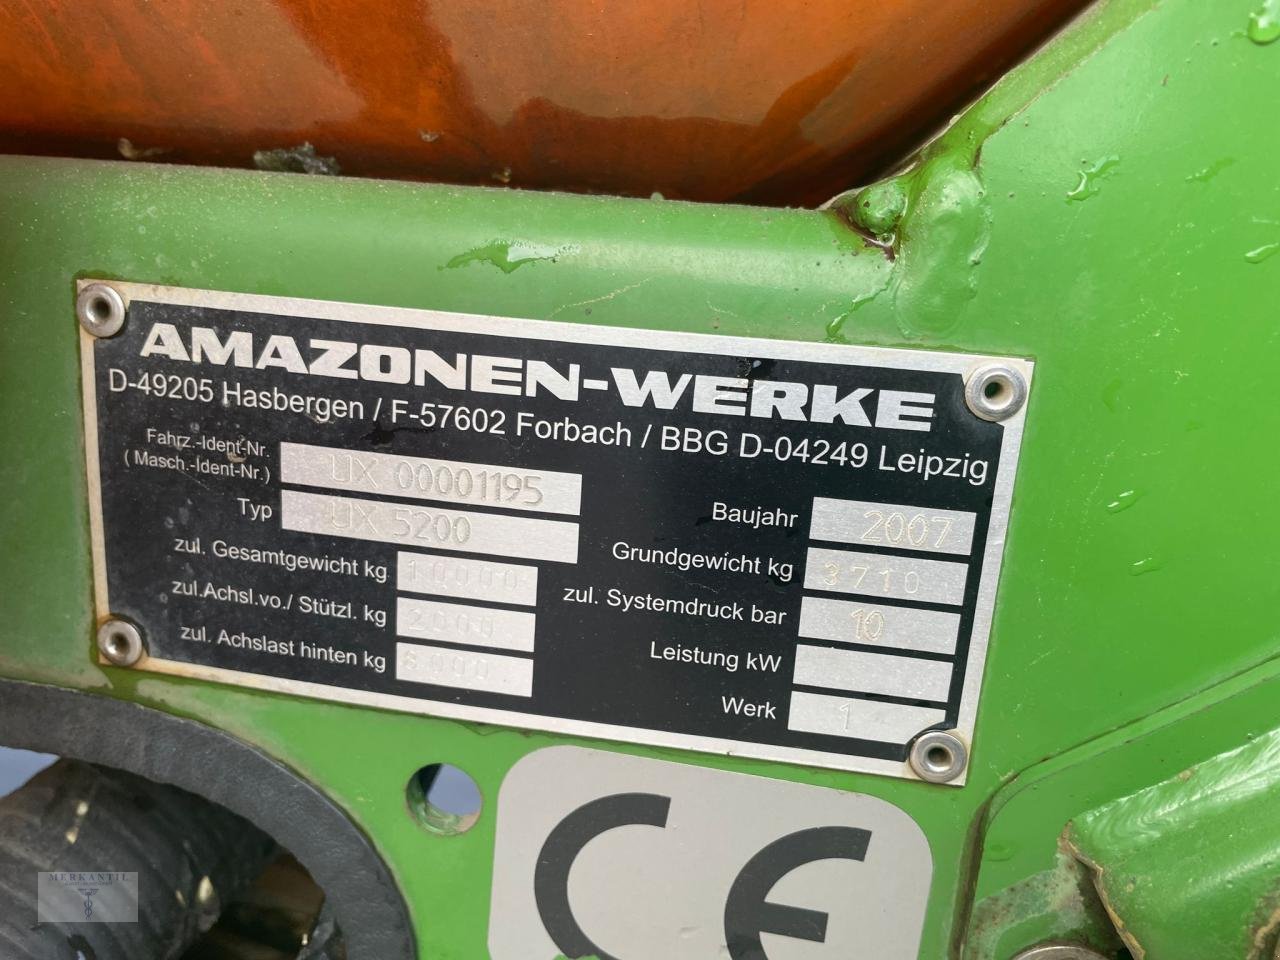 AMAZONEN-WERKE
D-49205 Hasbergen / F-57602 Forbach / BBG D-04249 Leipzig
Fahrz.-Ident-Nr.
(Masch.-Ident-Nr.) UX 00001195
Typ UX 5200
zul. Gesamtgewicht kg 10000
zul.Achsl.vo./ Stützl. kg 2000
zul. Achslast hinten kg 8000
Baujahr 2007
Grundgewicht kg 3710
zul. Systemdruck bar 10
Leistung kW
Werk 1
CE
MERKANTIL